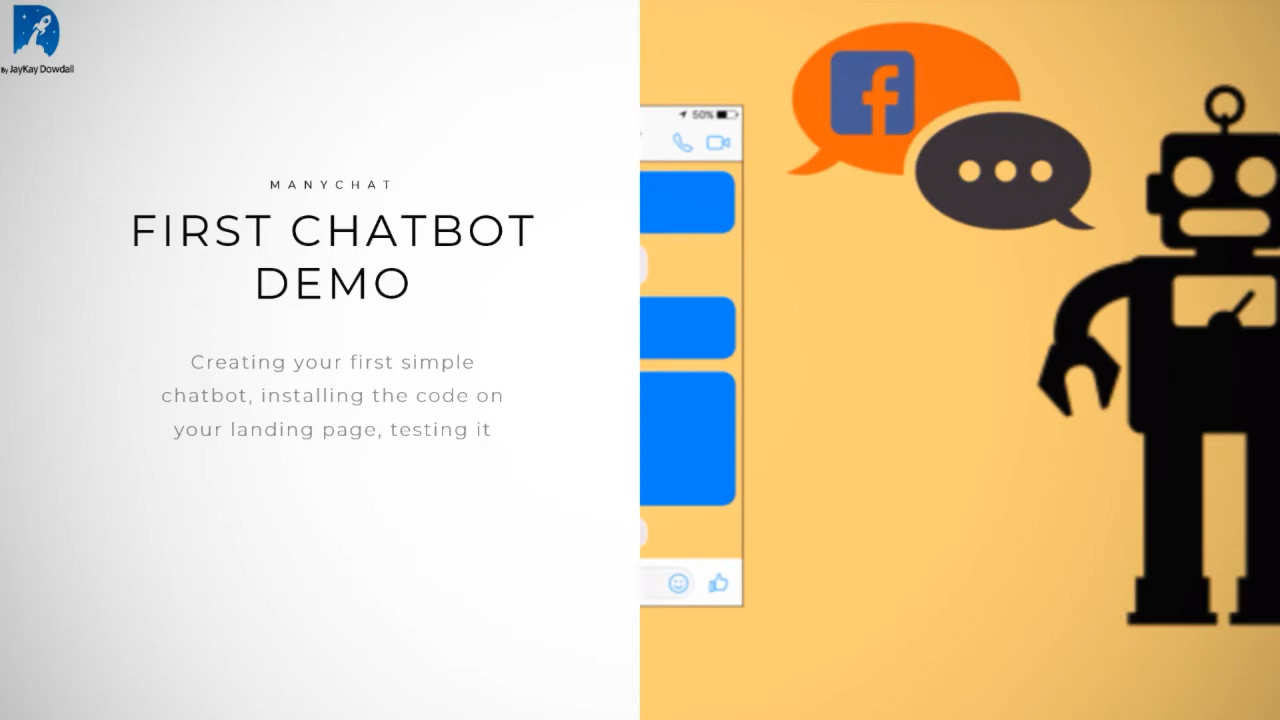 By JayKay Dowdall
MANYCHAT
FIRST CHATBOT
DEMO
Creating your first simple
chatbot, installing the code on
your landing page, testing it
50%